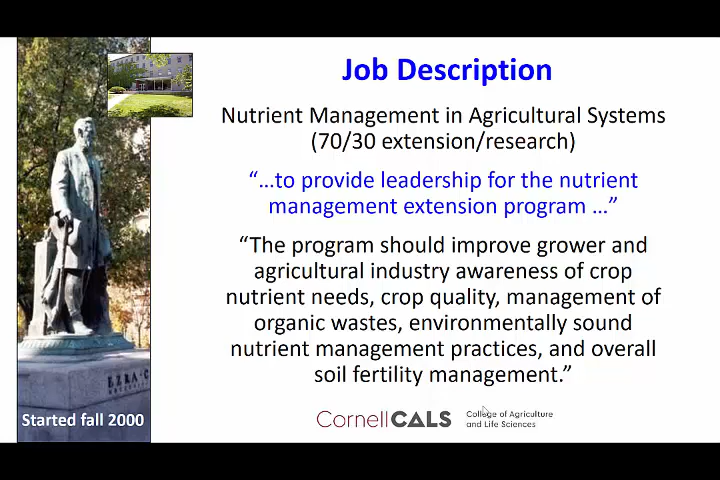 Job Description
Nutrient Management in Agricultural Systems
(70/30 extension/research)
“…to provide leadership for the nutrient
management extension program …”
“The program should improve grower and
agricultural industry awareness of crop
nutrient needs, crop quality, management of
organic wastes, environmentally sound
nutrient management practices, and overall
soil fertility management.”
EZRA C
Started fall 2000
CornellCALS
College of Agriculture
and Life Sciences